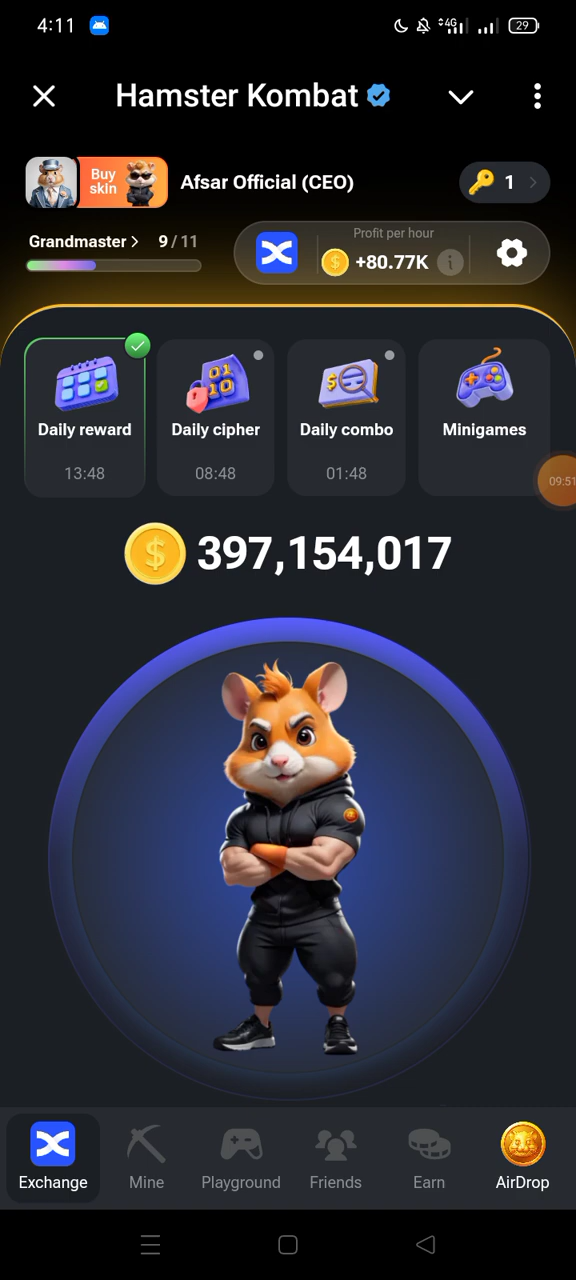 4:11
4G
29
Hamster Kombat
Buy skin
Afsar Official (CEO)
1
Grandmaster
9 / 11
Profit per hour
$ +80.77K i
Daily reward
13:48
01
10
Daily cipher
08:48
$
Daily combo
01:48
Minigames
09:51
$ 397,154,017
Exchange
Mine
Playground
Friends
Earn
AirDrop